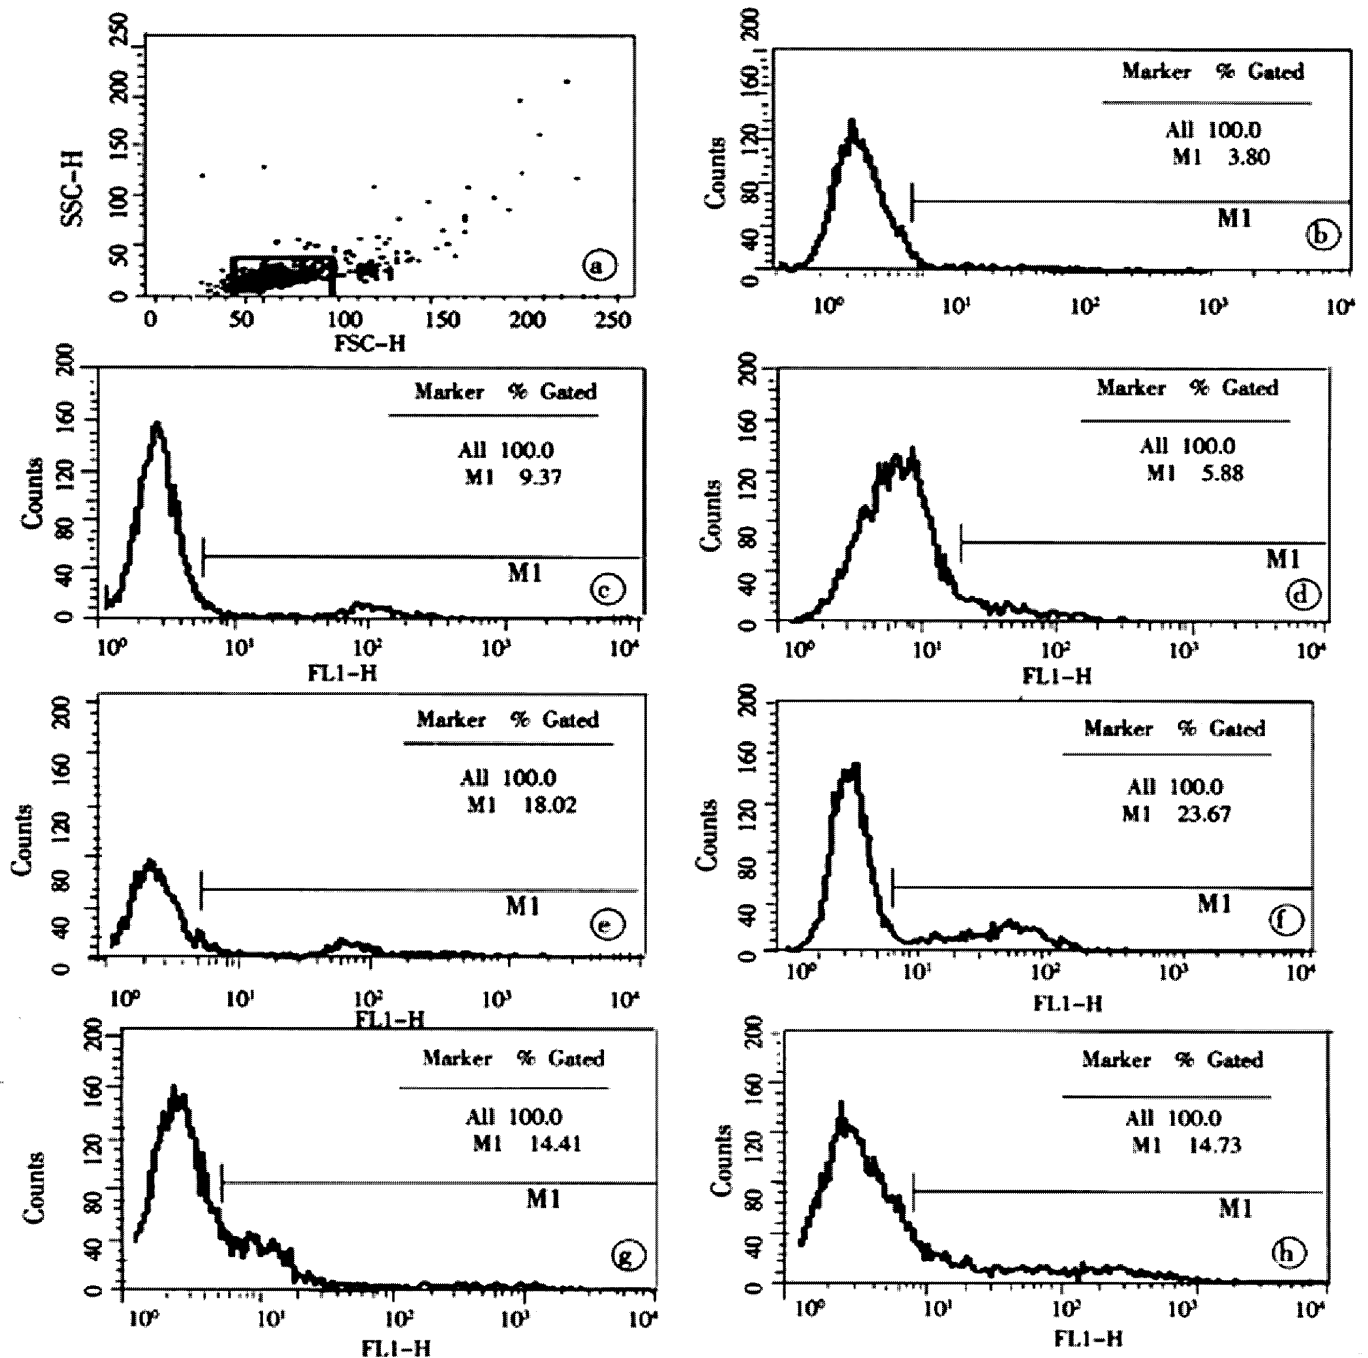 250
200
150
100
50
0
SSC-H
0 50 100 150 200 250
FSC-H
a
200
160
120
80
40
0
Counts
Marker % Gated
All 100.0
M1 3.80
M1
b
10⁰ 10¹ 10² 10³ 10⁴
200
160
120
80
40
0
Counts
Marker % Gated
All 100.0
M1 9.37
M1
c
10⁰ 10¹ 10² 10³ 10⁴
FL1-H
200
160
120
80
40
0
Counts
Marker % Gated
All 100.0
M1 5.88
M1
d
10⁰ 10¹ 10² 10³ 10⁴
FL1-H
200
160
120
80
40
0
Counts
Marker % Gated
All 100.0
M1 18.02
M1
e
10⁰ 10¹ 10² 10³ 10⁴
FL1-H
200
160
120
80
40
0
Counts
Marker % Gated
All 100.0
M1 23.67
M1
f
10⁰ 10¹ 10² 10³ 10⁴
FL1-H
200
160
120
80
40
0
Counts
Marker % Gated
All 100.0
M1 14.41
M1
g
10⁰ 10¹ 10² 10³ 10⁴
FL1-H
200
160
120
80
40
0
Counts
Marker % Gated
All 100.0
M1 14.73
M1
h
10⁰ 10¹ 10² 10³ 10⁴
FL1-H